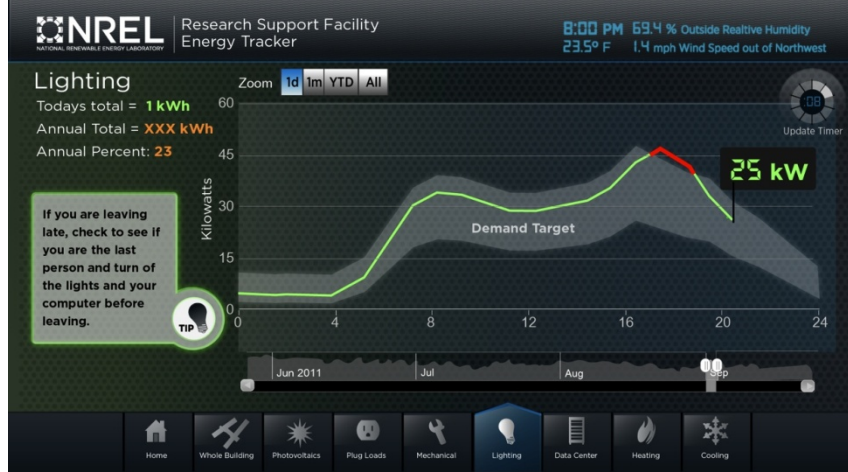 NREL
NATIONAL RENEWABLE ENERGY LABORATORY
Research Support Facility
Energy Tracker
8:00 PM 69.4 % Outside Realtive Humidity
23.5° F 1.4 mph Wind Speed out of Northwest
Lighting
Todays total = 1 kWh
Annual Total = XXX kWh
Annual Percent: 23
Zoom 1d 1m YTD All
:08
Update Timer
60
45
30
15
0
Kilowatts
25 kW
Demand Target
0 4 8 12 16 20 24
If you are leaving
late, check to see if
you are the last
person and turn of
the lights and your
computer before
leaving.
TIP
Jun 2011 Jul Aug Sep
Home Whole Building Photovoltaics Plug Loads Mechanical Lighting Data Center Heating Cooling